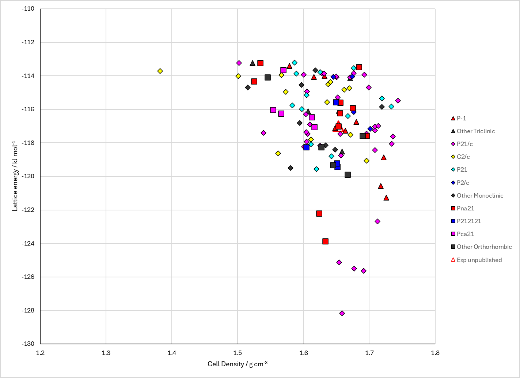 -110
-112
-114
-116
-118
-120
-122
-124
-126
-128
-130
1.2
1.3
1.4
1.5
1.6
1.7
1.8
Lattice energy / kJ mol⁻¹
Cell Density / g cm⁻³
P-1
Other Triclinic
P21/c
C2/c
P21
P2/c
Other Monoclinic
Pna21
P212121
Pca21
Other Orthorhombic
Exp unpublished